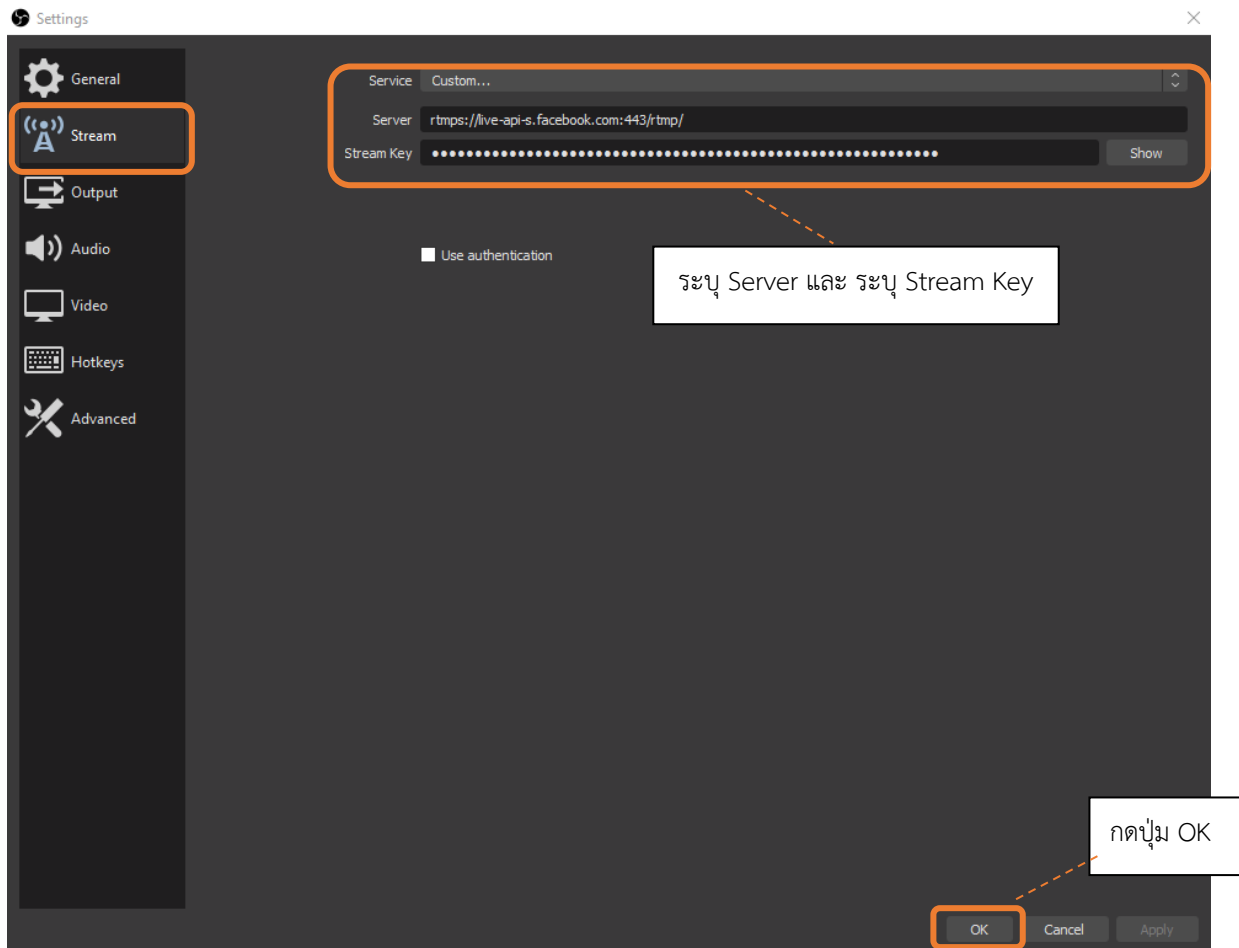 Settings
General
Stream
Output
Audio
Video
Hotkeys
Advanced
Service Custom...
Server rtmps://live-api-s.facebook.com:443/rtmp/
Stream Key ●●●●●●●●●●●●●●●●●●●●●●●●●●●●●●●●●●●●●●●●●●●●●●●●●●●●●●●●●●● Show
Use authentication
ระบุ Server และ ระบุ Stream Key
กดปุ่ม OK
OK Cancel Apply